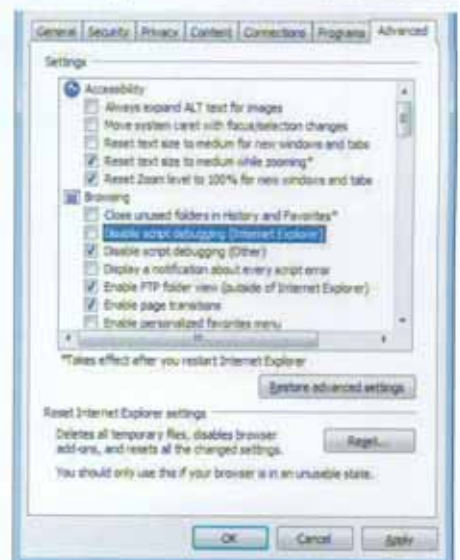 General Security Privacy Content Connections Programs Advanced
Settings
Accessibility
Always expand ALT text for images
Move system caret with focus/selection changes
Reset text size to medium for new windows and tabs
Reset text size to medium while zooming*
Reset Zoom level to 100% for new windows and tabs
Browsing
Close unused folders in History and Favorites*
Disable script debugging (Internet Explorer)
Disable script debugging (Other)
Display a notification about every script error
Enable FTP folder view (outside of Internet Explorer)
Enable page transitions
Enable personalized favorites menu
*Takes effect after you restart Internet Explorer
Restore advanced settings
Reset Internet Explorer settings
Deletes all temporary files, disables browser
add-ons, and resets all the changed settings.
Reset...
You should only use this if your browser is in an unusable state.
OK Cancel Apply